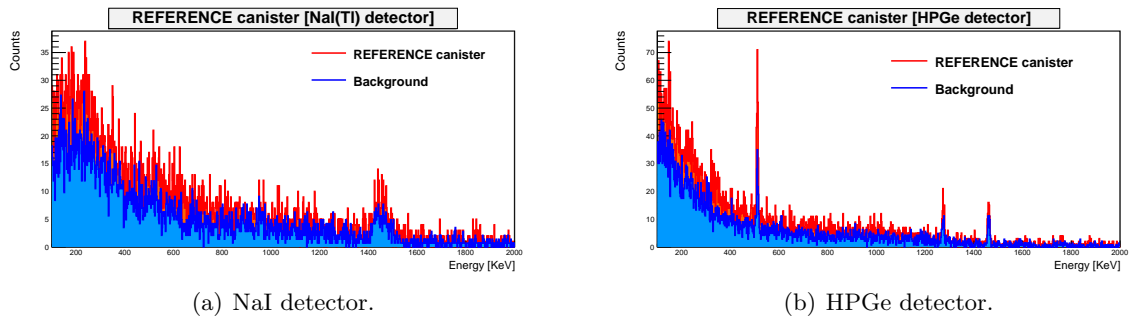 REFERENCE canister [NaI(Tl) detector]
Counts
35
30
25
20
15
10
5
0
REFERENCE canister
Background
200 400 600 800 1000 1200 1400 1600 1800 2000
Energy [KeV]
(a) NaI detector.
REFERENCE canister [HPGe detector]
Counts
70
60
50
40
30
20
10
0
REFERENCE canister
Background
200 400 600 800 1000 1200 1400 1600 1800 2000
Energy [KeV]
(b) HPGe detector.